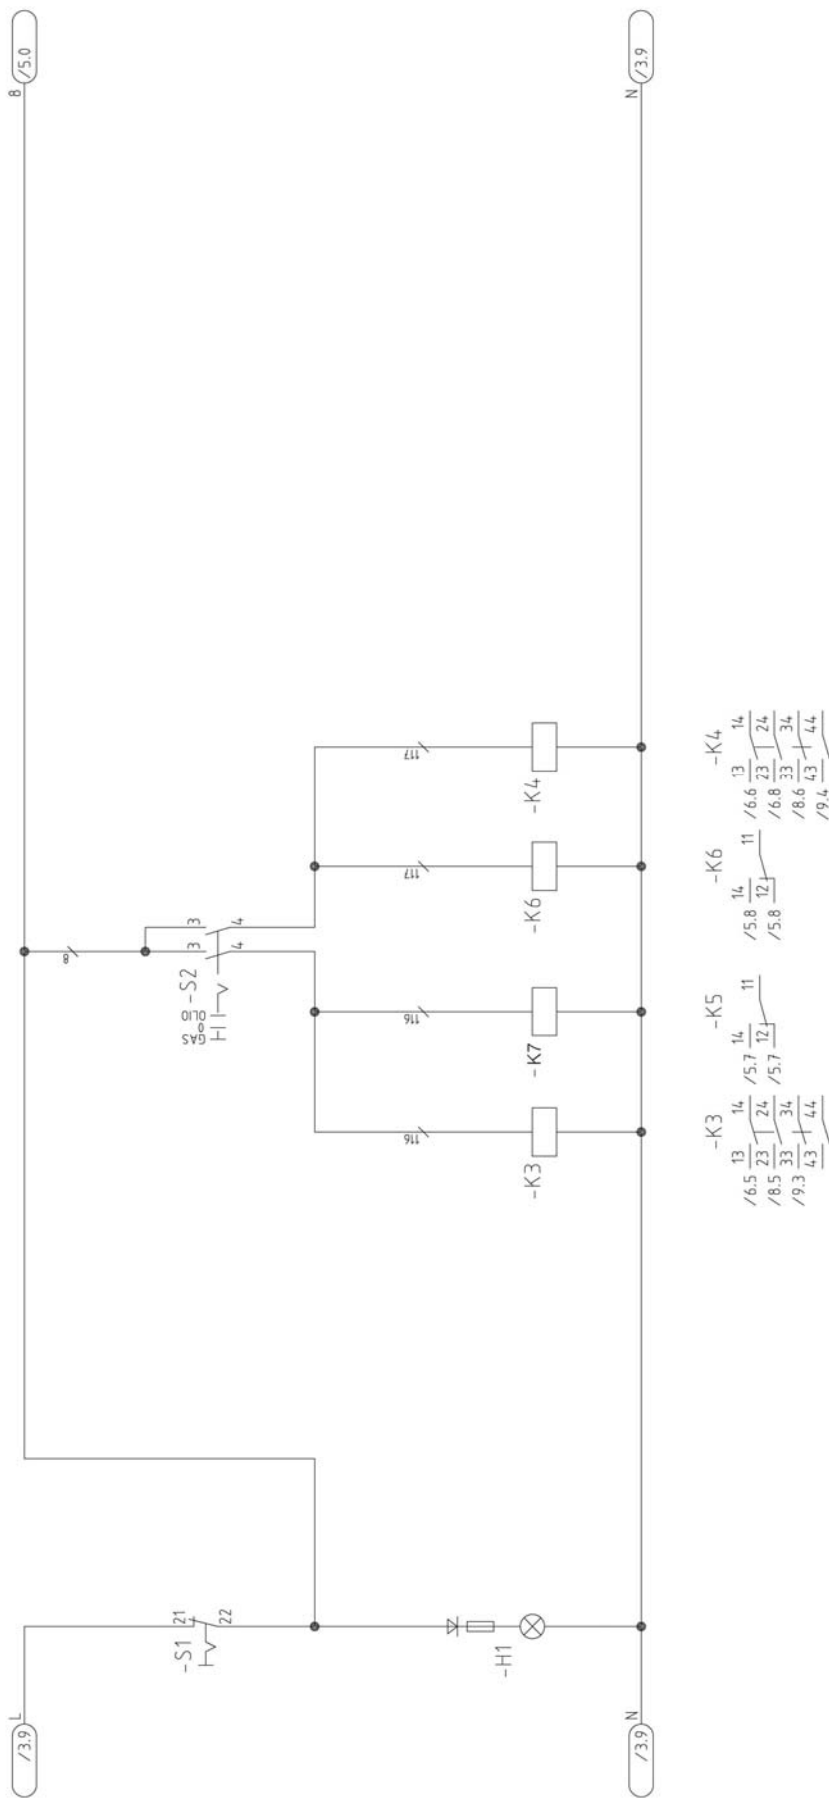 /3.9 L
8 /5.0
8
-S1
21
22
GAS 0 OLIO
-S2
3 3
4 4
116
116
117
117
-H1
-K3
-K7
-K6
-K4
/3.9 N
N /3.9
-K3
/6.5 13 14
/8.5 23 24
/9.3 33 34
43 44
-K5
/5.7 14 11
/5.7 12
-K6
/5.8 14 11
/5.8 12
-K4
/6.6 13 14
/6.8 23 24
/8.6 33 34
/9.4 43 44